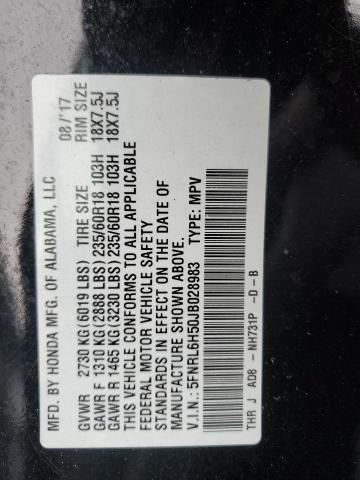 MFD. BY HONDA MFG. OF ALABAMA, LLC 08/'17
GVWR 2730 KG(6019 LBS) TIRE SIZE RIM SIZE
GAWR F 1310 KG(2888 LBS) 235/60R18 103H 18X7.5J
GAWR R 1465 KG(3230 LBS) 235/60R18 103H 18X7.5J
THIS VEHICLE CONFORMS TO ALL APPLICABLE
FEDERAL MOTOR VEHICLE SAFETY
STANDARDS IN EFFECT ON THE DATE OF
MANUFACTURE SHOWN ABOVE.
V.I.N.: 5FNRL6H50JB028983 TYPE: MPV
THR J AD8 - NH731P -D-B